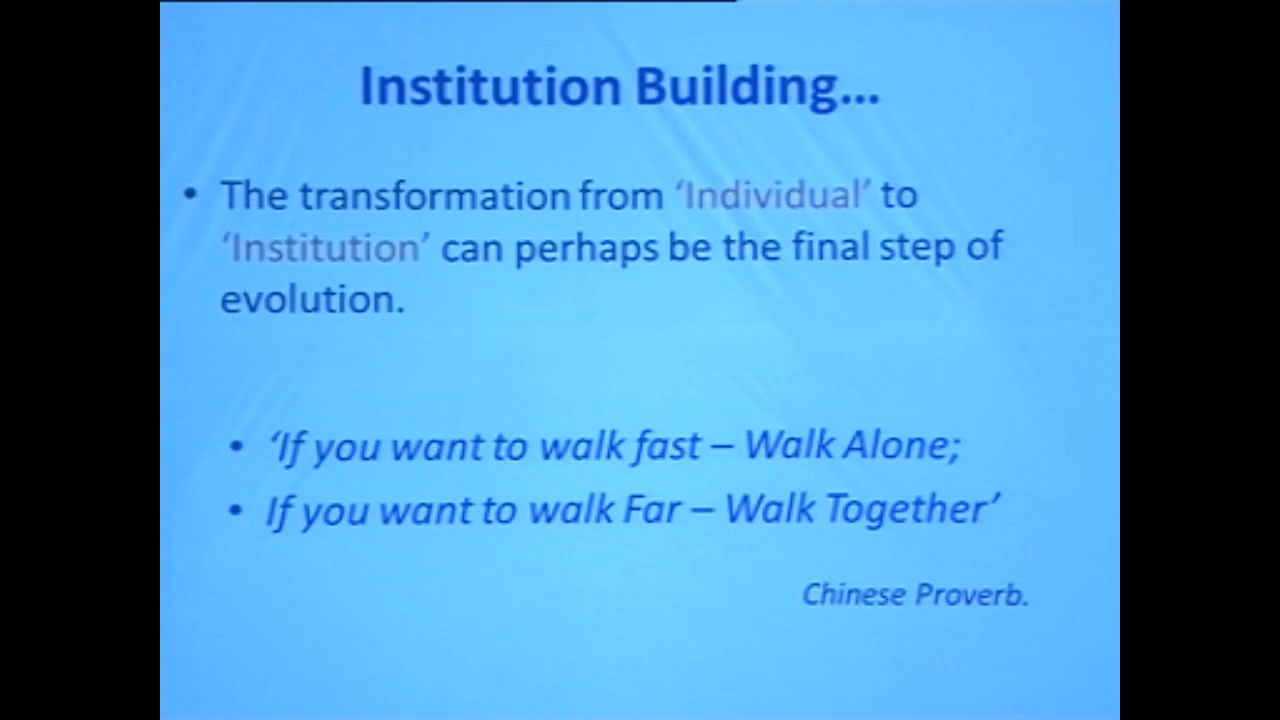 Institution Building...
• The transformation from ‘Individual’ to
‘Institution’ can perhaps be the final step of
evolution.
• ‘If you want to walk fast – Walk Alone;
• If you want to walk Far – Walk Together’
Chinese Proverb.